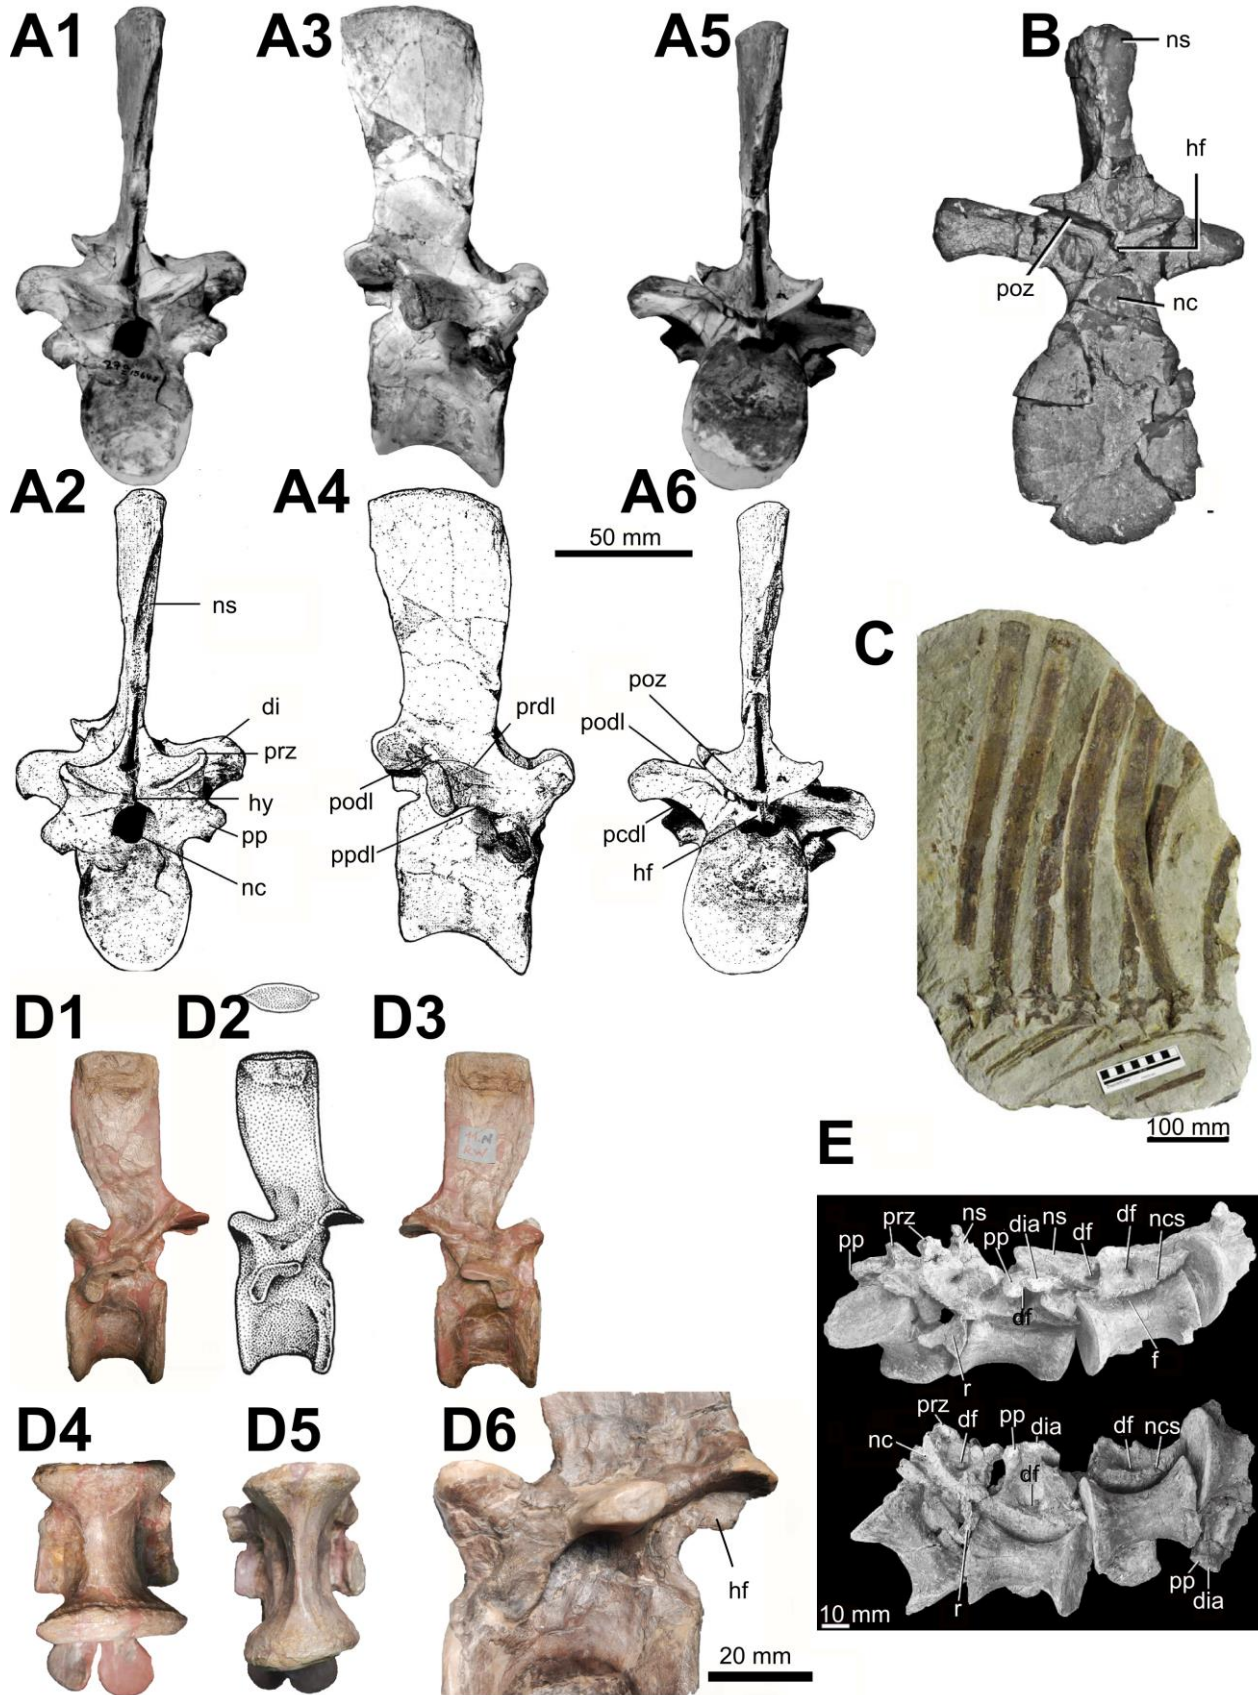 A1
A3
A5
B
ns
hf
poz
nc
A2
A4
A6
50 mm
ns
di
prz
hy
pp
nc
prdl
podl
ppdl
poz
podl
pcdl
hf
C
100 mm
D1
D2
D3
E
pp
prz
ns
dia
pp
ns
df
df
ncs
df
f
r
prz
df
nc
pp
dia
df
df
ncs
pp
dia
r
10 mm
D4
D5
D6
hf
20 mm